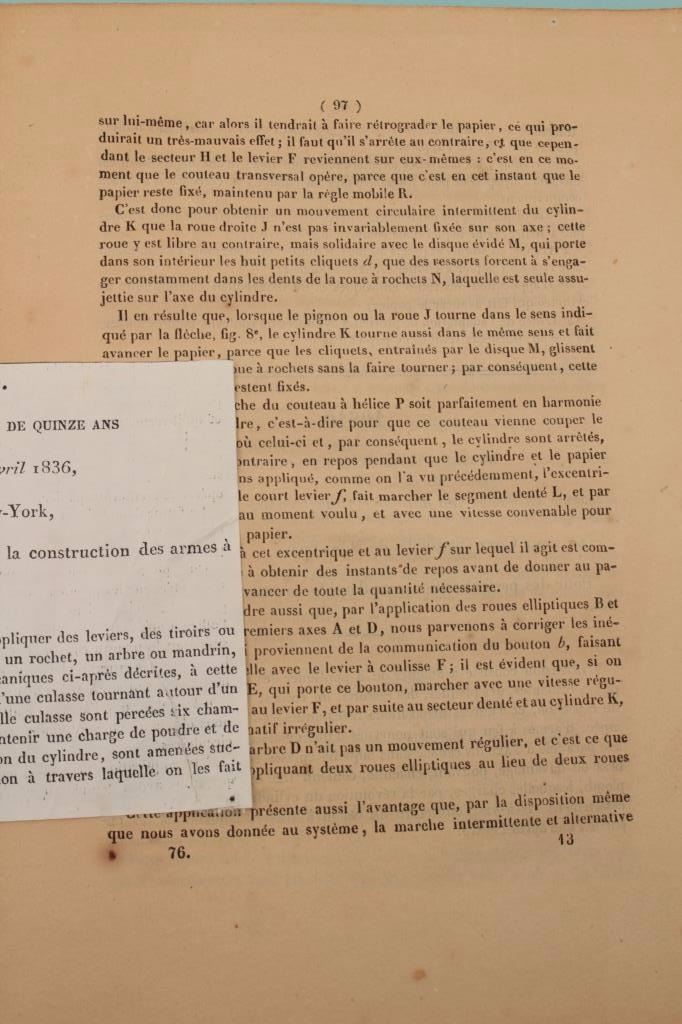 ( 97 )
sur lui-même, car alors il tendrait à faire rétrograder le papier, ce qui pro-
duirait un très-mauvais effet ; il faut qu'il s'arrête au contraire, et que cepen-
dant le secteur H et le levier F reviennent sur eux-mêmes : c'est en ce mo-
ment que le couteau transversal opère, parce que c'est en cet instant que le
papier reste fixé, maintenu par la règle mobile R.
C'est donc pour obtenir un mouvement circulaire intermittent du cylin-
dre K que la roue droite J n'est pas invariablement fixée sur son axe ; cette
roue y est libre au contraire, mais solidaire avec le disque évidé M, qui porte
dans son intérieur les huit petits cliquets d, que des ressorts forcent à s'enga-
ger constamment dans les dents de la roue à rochets N, laquelle est seule assu-
jettie sur l'axe du cylindre.
Il en résulte que, lorsque le pignon ou la roue J tourne dans le sens indi-
qué par la flèche, fig. 8e, le cylindre K tourne aussi dans le même sens et fait
avancer le papier, parce que les cliquets, entraînés par le disque M, glissent
oue à rochets sans la faire tourner ; par conséquent, cette
estent fixés.
che du couteau à hélice P soit parfaitement en harmonie
dre, c'est-à-dire pour que ce couteau vienne couper le
où celui-ci et, par conséquent, le cylindre sont arrêtés,
ontraire, en repos pendant que le cylindre et le papier
ns appliqué, comme on l'a vu précédemment, l'excentri-
le court levier f, fait marcher le segment denté L, et par
au moment voulu, et avec une vitesse convenable pour
papier.
à cet excentrique et au levier f sur lequel il agit est com-
à obtenir des instants de repos avant de donner au pa-
vancer de toute la quantité nécessaire.
dre aussi que, par l'application des roues elliptiques B et
remiers axes A et D, nous parvenons à corriger les iné-
i proviennent de la communication du bouton b, faisant
elle avec le levier à coulisse F ; il est évident que, si on
E, qui porte ce bouton, marcher avec une vitesse régu-
au levier F, et par suite au secteur denté et au cylindre K,
natif irrégulier.
arbre D n'ait pas un mouvement régulier, et c'est ce que
ppliquant deux roues elliptiques au lieu de deux roues
Cette application présente aussi l'avantage que, par la disposition même
que nous avons donnée au système, la marche intermittente et alternative
76.
13
DE QUINZE ANS
vril 1836,
-York,
la construction des armes à
ppliquer des leviers, des tiroirs ou
un rochet, un arbre ou mandrin,
caniques ci-après décrites, à cette
d'une culasse tournant autour d'un
lle culasse sont percées six cham-
ntenir une charge de poudre et de
on du cylindre, sont amenées suc-
on à travers laquelle on les fait